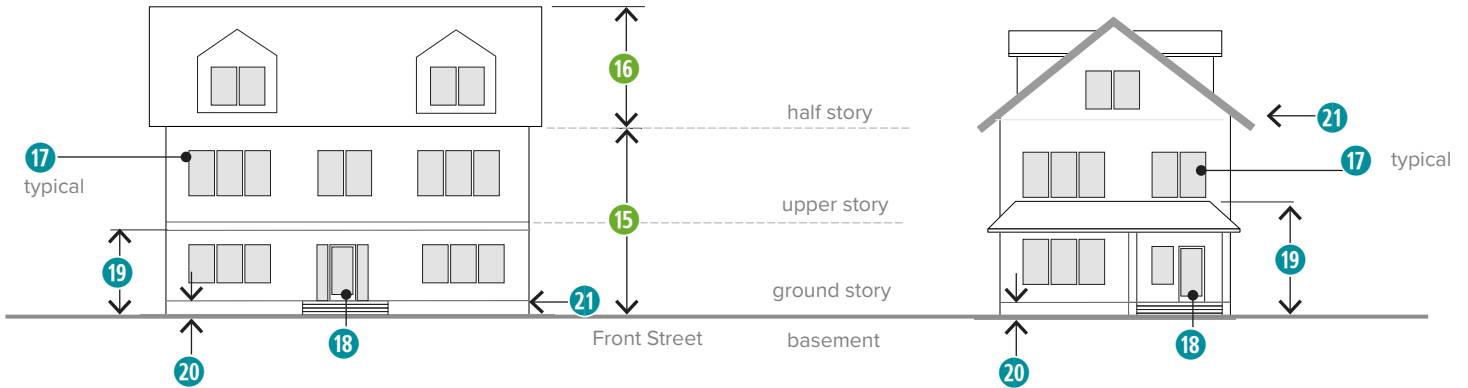 16
half story
21
17
typical
17
typical
upper story
15
19
19
ground story
21
18
Front Street
basement
18
20
20